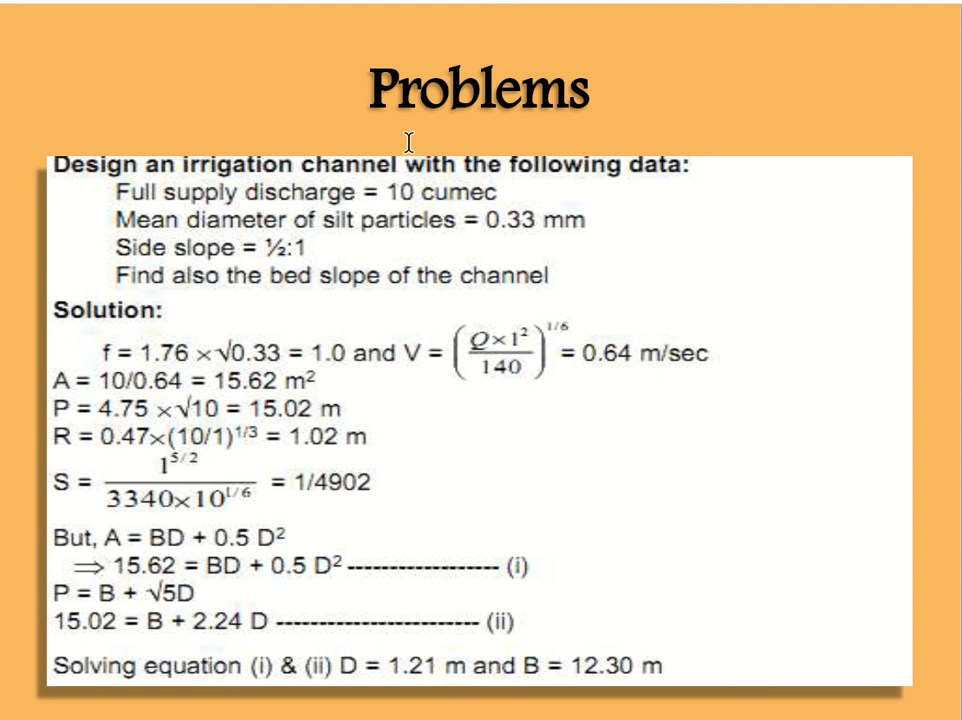 Problems
Design an irrigation channel with the following data:
Full supply discharge = 10 cumec
Mean diameter of silt particles = 0.33 mm
Side slope = ½:1
Find also the bed slope of the channel
Solution:
f = 1.76 ×√0.33 = 1.0 and V = (Q×1²/140)^1/6 = 0.64 m/sec
A = 10/0.64 = 15.62 m²
P = 4.75 ×√10 = 15.02 m
R = 0.47×(10/1)^1/3 = 1.02 m
S = 1^5/2 / 3340×10^1/6 = 1/4902
But, A = BD + 0.5 D²
⇒ 15.62 = BD + 0.5 D² ------------------- (i)
P = B + √5D
15.02 = B + 2.24 D ------------------------ (ii)
Solving equation (i) & (ii) D = 1.21 m and B = 12.30 m